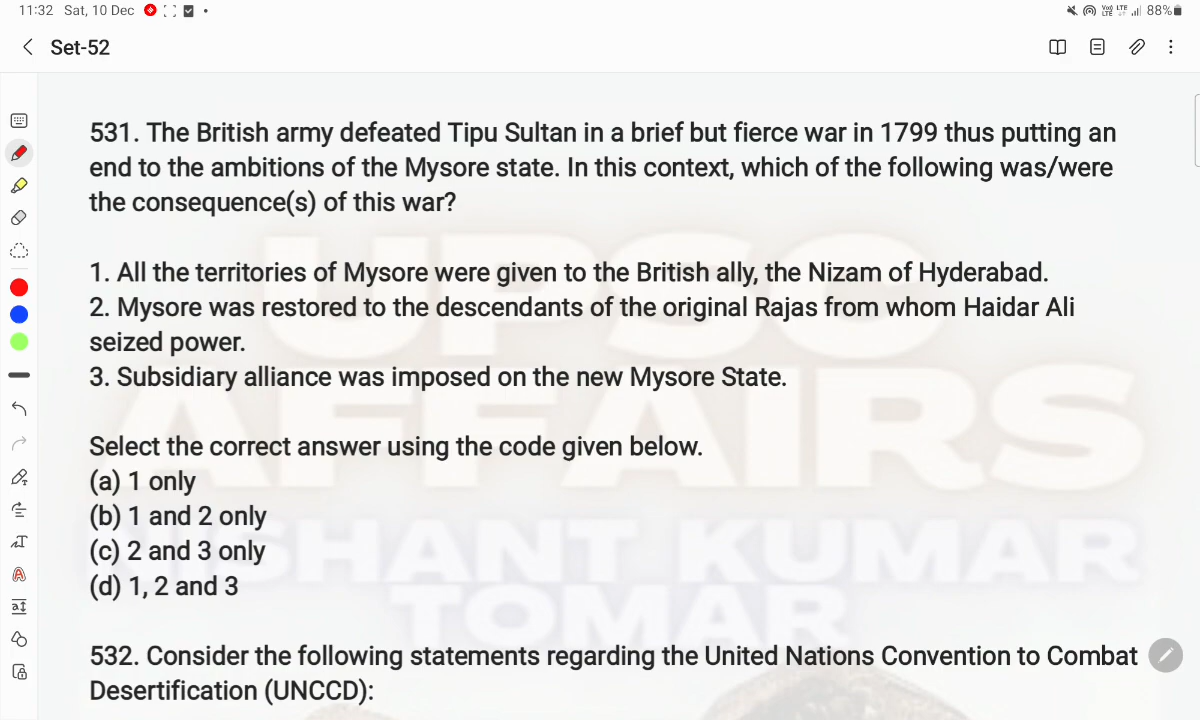 11:32 Sat, 10 Dec
88%
Set-52
531. The British army defeated Tipu Sultan in a brief but fierce war in 1799 thus putting an
end to the ambitions of the Mysore state. In this context, which of the following was/were
the consequence(s) of this war?
1. All the territories of Mysore were given to the British ally, the Nizam of Hyderabad.
2. Mysore was restored to the descendants of the original Rajas from whom Haidar Ali
seized power.
3. Subsidiary alliance was imposed on the new Mysore State.
Select the correct answer using the code given below.
(a) 1 only
(b) 1 and 2 only
(c) 2 and 3 only
(d) 1, 2 and 3
532. Consider the following statements regarding the United Nations Convention to Combat
Desertification (UNCCD):
UPSC
AFFAIRS
ISHANT KUMAR
TOMAR